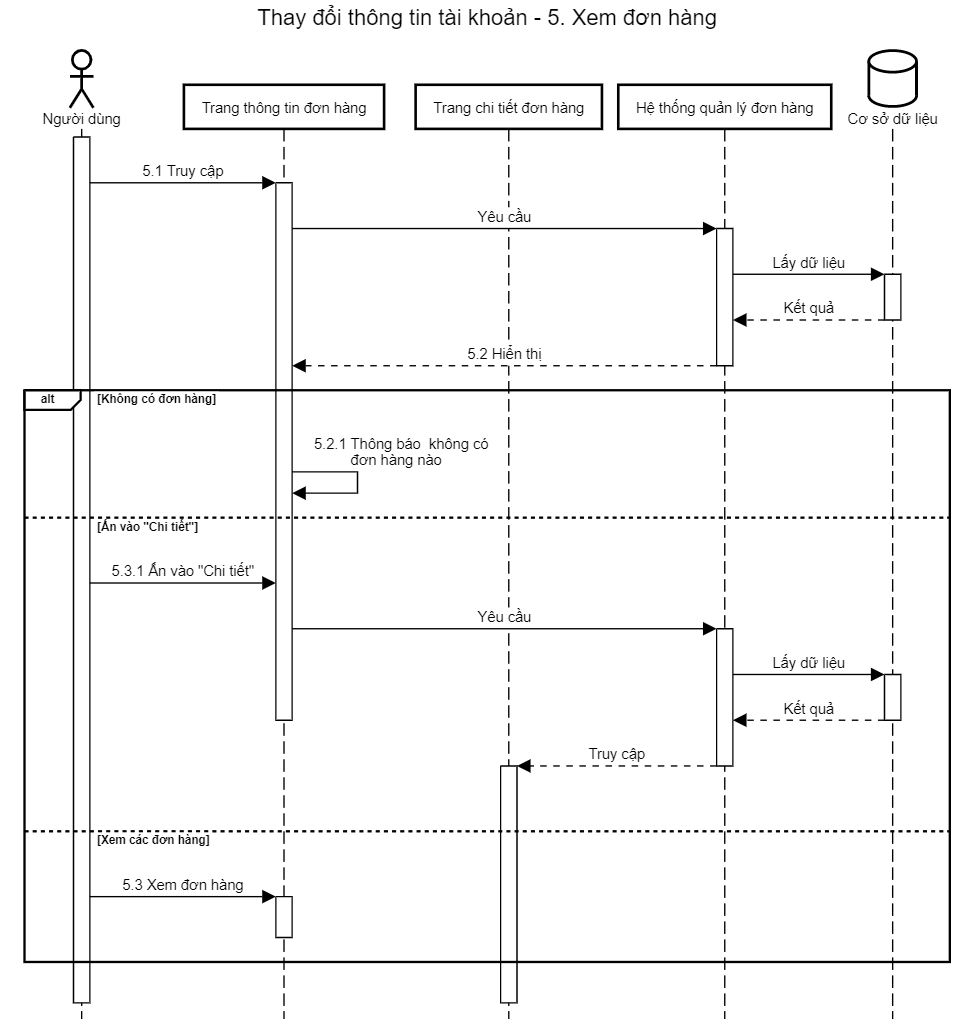 Thay đổi thông tin tài khoản - 5. Xem đơn hàng
Người dùng
Trang thông tin đơn hàng
Trang chi tiết đơn hàng
Hệ thống quản lý đơn hàng
Cơ sở dữ liệu
5.1 Truy cập
Yêu cầu
Lấy dữ liệu
Kết quả
5.2 Hiển thị
alt
[Không có đơn hàng]
5.2.1 Thông báo  không có
đơn hàng nào
[Ấn vào "Chi tiết"]
5.3.1 Ấn vào "Chi tiết"
Yêu cầu
Lấy dữ liệu
Kết quả
Truy cập
[Xem các đơn hàng]
5.3 Xem đơn hàng